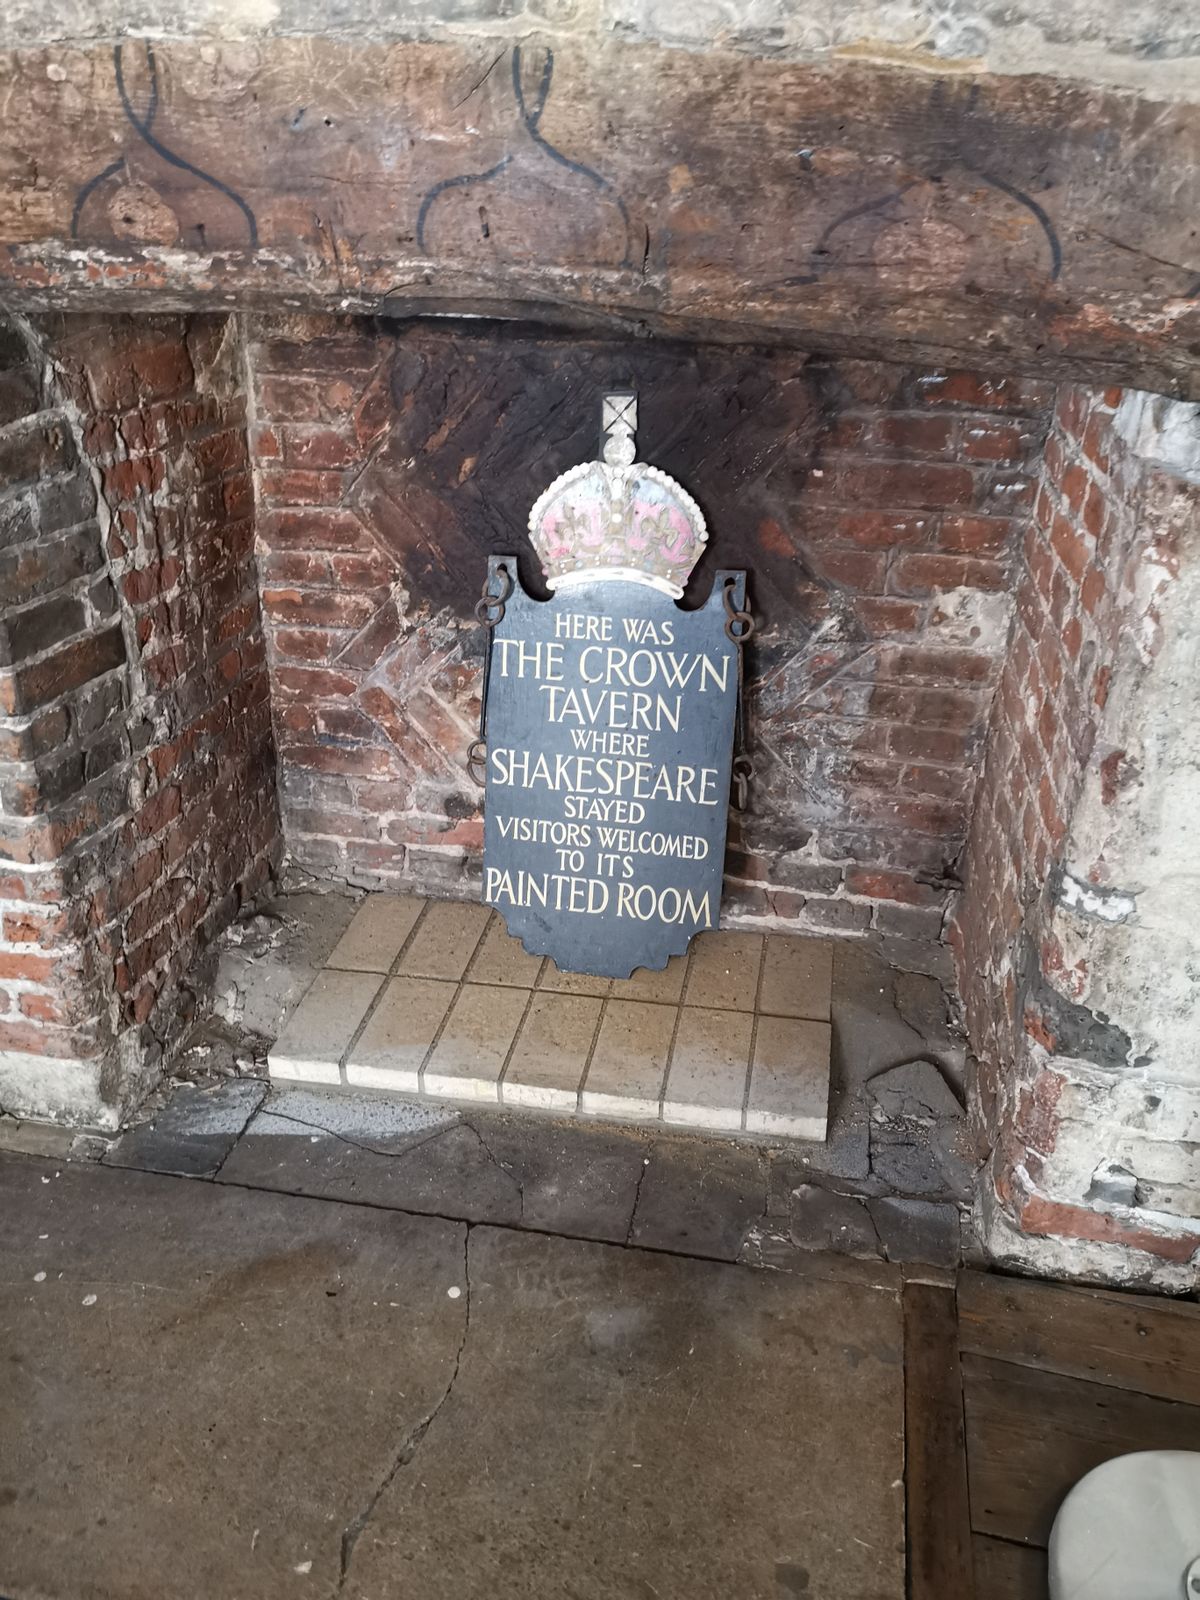 HERE WAS
THE CROWN
TAVERN
WHERE
SHAKESPEARE
STAYED
VISITORS WELCOMED
TO ITS
PAINTED ROOM